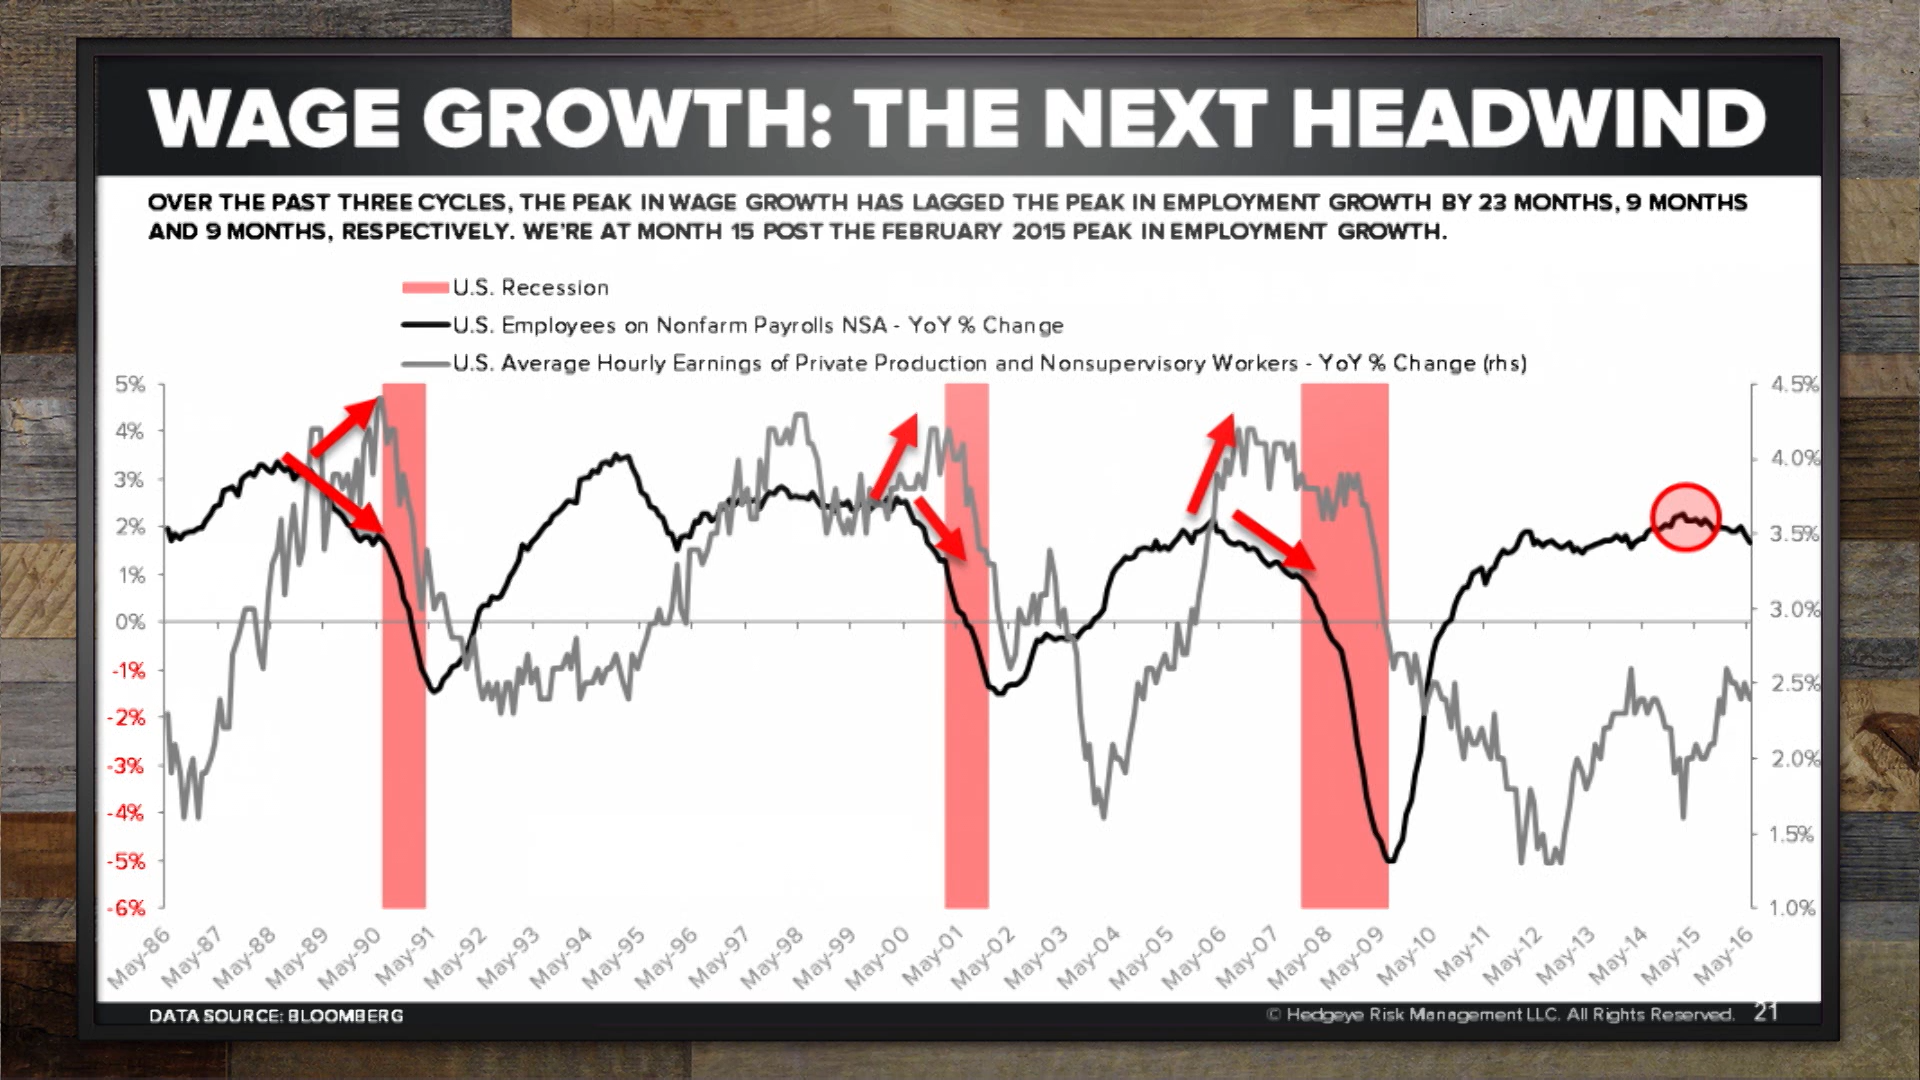 WAGE GROWTH: THE NEXT HEADWIND
OVER THE PAST THREE CYCLES, THE PEAK IN WAGE GROWTH HAS LAGGED THE PEAK IN EMPLOYMENT GROWTH BY 23 MONTHS, 9 MONTHS
AND 9 MONTHS, RESPECTIVELY. WE'RE AT MONTH 15 POST THE FEBRUARY 2015 PEAK IN EMPLOYMENT GROWTH.
U.S. Recession
U.S. Employees on Nonfarm Payrolls NSA - YoY % Change
U.S. Average Hourly Earnings of Private Production and Nonsupervisory Workers - YoY % Change (rhs)
5%
4%
3%
2%
1%
0%
-1%
-2%
-3%
-4%
-5%
-6%
4.5%
4.0%
3.5%
3.0%
2.5%
2.0%
1.5%
1.0%
May-86
May-87
May-88
May-89
May-90
May-91
May-92
May-93
May-94
May-95
May-96
May-97
May-98
May-99
May-00
May-01
May-02
May-03
May-04
May-05
May-06
May-07
May-08
May-09
May-10
May-11
May-12
May-13
May-14
May-15
May-16
DATA SOURCE: BLOOMBERG
© Hedgeye Risk Management LLC. All Rights Reserved. 21